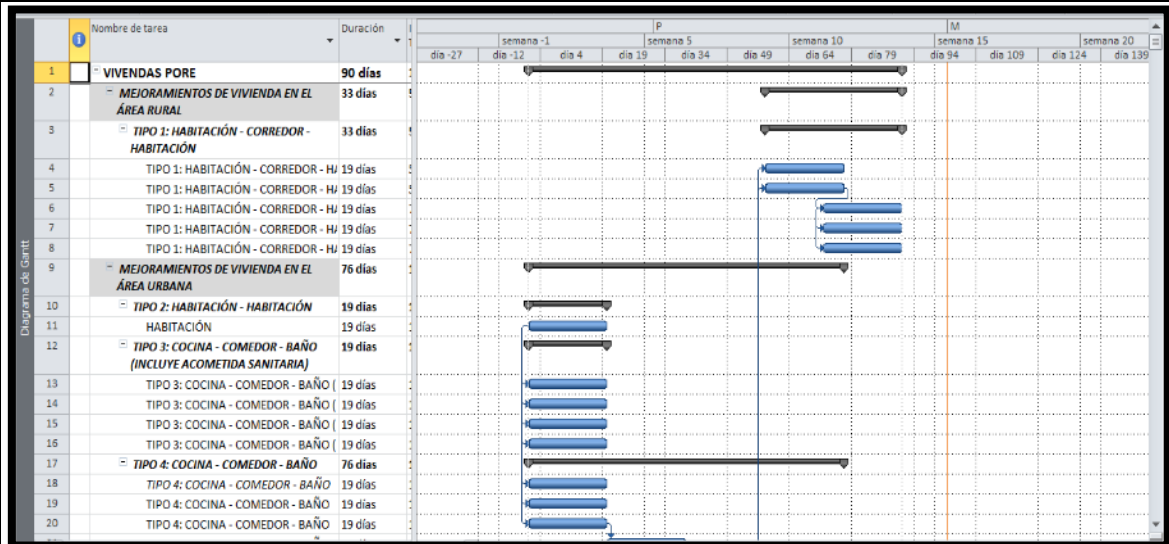 Nombre de tarea Duración
P M
semana -1 semana 5 semana 10 semana 15 semana 20
día -27 día -12 día 4 día 19 día 34 día 49 día 64 día 79 día 94 día 109 día 124 día 139
1 VIVENDAS PORE 90 días
2 MEJORAMIENTOS DE VIVIENDA EN EL 33 días
ÁREA RURAL
3 TIPO 1: HABITACIÓN - CORREDOR - 33 días
HABITACIÓN
4 TIPO 1: HABITACIÓN - CORREDOR - HA 19 días
5 TIPO 1: HABITACIÓN - CORREDOR - HA 19 días
6 TIPO 1: HABITACIÓN - CORREDOR - HA 19 días
7 TIPO 1: HABITACIÓN - CORREDOR - HA 19 días
8 TIPO 1: HABITACIÓN - CORREDOR - HA 19 días
9 MEJORAMIENTOS DE VIVIENDA EN EL 76 días
ÁREA URBANA
10 TIPO 2: HABITACIÓN - HABITACIÓN 19 días
11 HABITACIÓN 19 días
12 TIPO 3: COCINA - COMEDOR - BAÑO 19 días
(INCLUYE ACOMETIDA SANITARIA)
13 TIPO 3: COCINA - COMEDOR - BAÑO ( 19 días
14 TIPO 3: COCINA - COMEDOR - BAÑO ( 19 días
15 TIPO 3: COCINA - COMEDOR - BAÑO ( 19 días
16 TIPO 3: COCINA - COMEDOR - BAÑO ( 19 días
17 TIPO 4: COCINA - COMEDOR - BAÑO 76 días
18 TIPO 4: COCINA - COMEDOR - BAÑO 19 días
19 TIPO 4: COCINA - COMEDOR - BAÑO 19 días
20 TIPO 4: COCINA - COMEDOR - BAÑO 19 días
Diagrama de Gantt